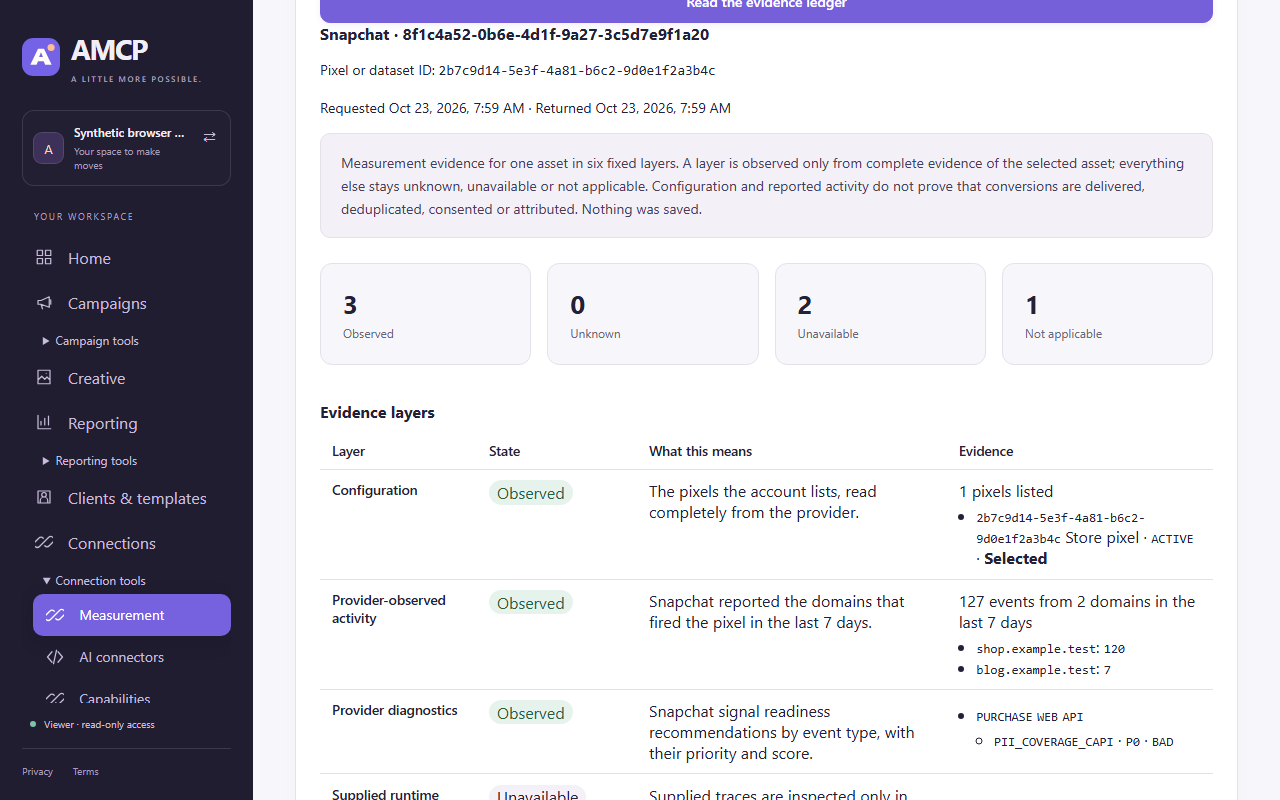 AMCP
A LITTLE MORE POSSIBLE.
A
Synthetic browser ...
Your space to make
moves
YOUR WORKSPACE
Home
Campaigns
Campaign tools
Creative
Reporting
Reporting tools
Clients & templates
Connections
Connection tools
Measurement
AI connectors
Capabilities
Viewer · read-only access
Privacy Terms
Read the evidence ledger
Snapchat · 8f1c4a52-0b6e-4d1f-9a27-3c5d7e9f1a20
Pixel or dataset ID: 2b7c9d14-5e3f-4a81-b6c2-9d0e1f2a3b4c
Requested Oct 23, 2026, 7:59 AM · Returned Oct 23, 2026, 7:59 AM
Measurement evidence for one asset in six fixed layers. A layer is observed only from complete evidence of the selected asset; everything
else stays unknown, unavailable or not applicable. Configuration and reported activity do not prove that conversions are delivered,
deduplicated, consented or attributed. Nothing was saved.
3
Observed
0
Unknown
2
Unavailable
1
Not applicable
Evidence layers
Layer State What this means Evidence
Configuration
Observed
The pixels the account lists, read
completely from the provider.
1 pixels listed
2b7c9d14-5e3f-4a81-b6c2-
9d0e1f2a3b4c Store pixel · ACTIVE
· Selected
Provider-observed
activity
Observed
Snapchat reported the domains that
fired the pixel in the last 7 days.
127 events from 2 domains in the
last 7 days
shop.example.test: 120
blog.example.test: 7
Provider diagnostics
Observed
Snapchat signal readiness
recommendations by event type, with
their priority and score.
PURCHASE WEB API
PII_COVERAGE_CAPI · P0 · BAD
Supplied runtime
Unavailable
Supplied traces are inspected only in